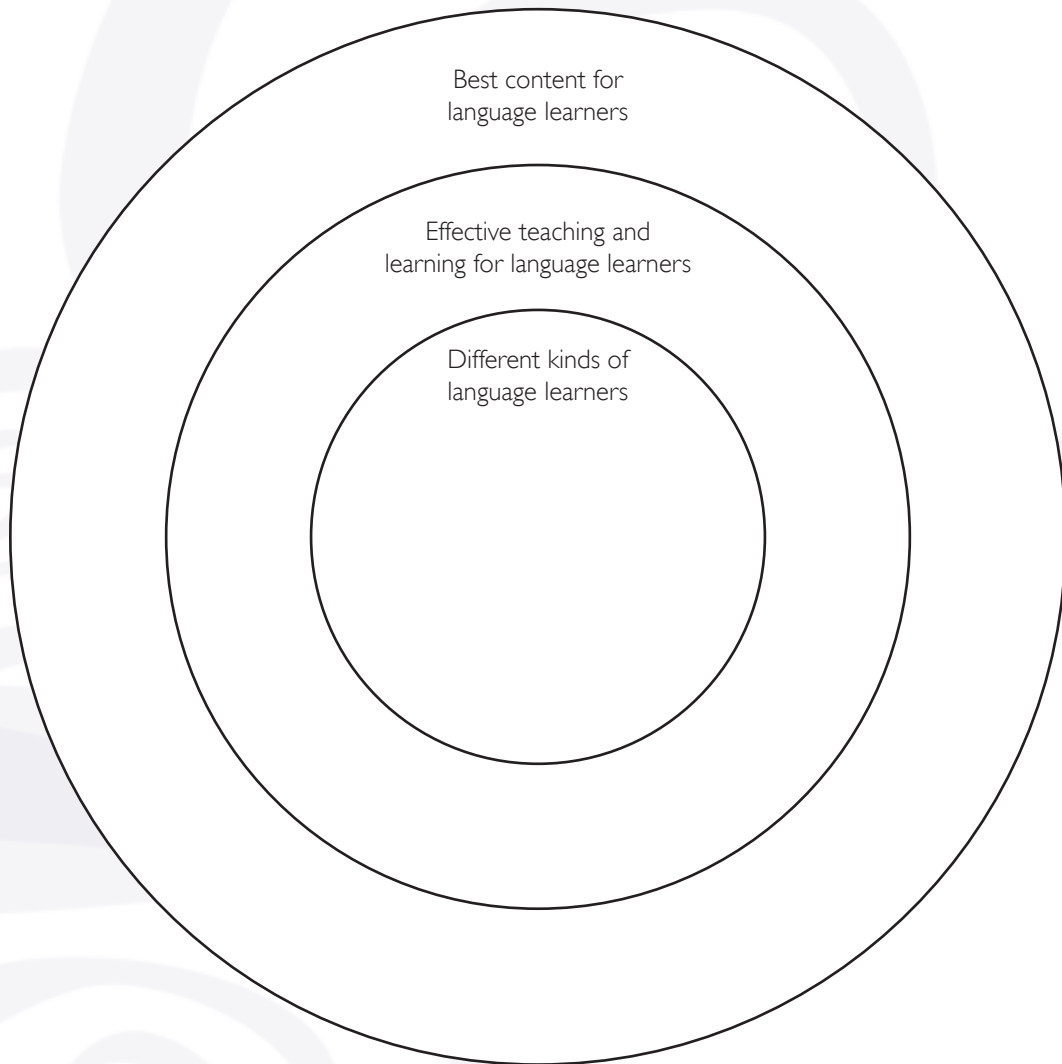 Best content for
language learners
Effective teaching and
learning for language learners
Different kinds of
language learners